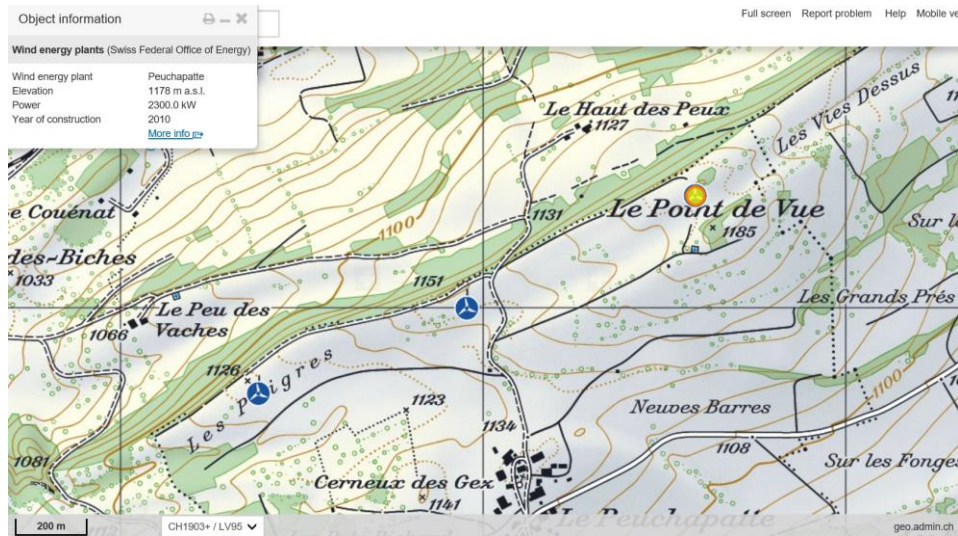 Object information
Full screen Report problem Help Mobile ve
Wind energy plants (Swiss Federal Office of Energy)
Wind energy plant Peuchapatte
Elevation 1178 m a.s.l.
Power 2300.0 kW
Year of construction 2010
More info
Le Haut des Peux
1127
Les Vies Dessus
e Couénat
1131
Le Point de Vue
1185
Sur l
1100
des-Biches
1033
1151
Les Grands Prés
Le Peu des
Vaches
1066
1126
Les Pigres
1100
1123
Neuves Barres
1134
1108
1081
Cerneux des Gex
Sur les Fonges
1141
Le Peuchapatte
200 m
CH1903+ / LV95
geo.admin.ch